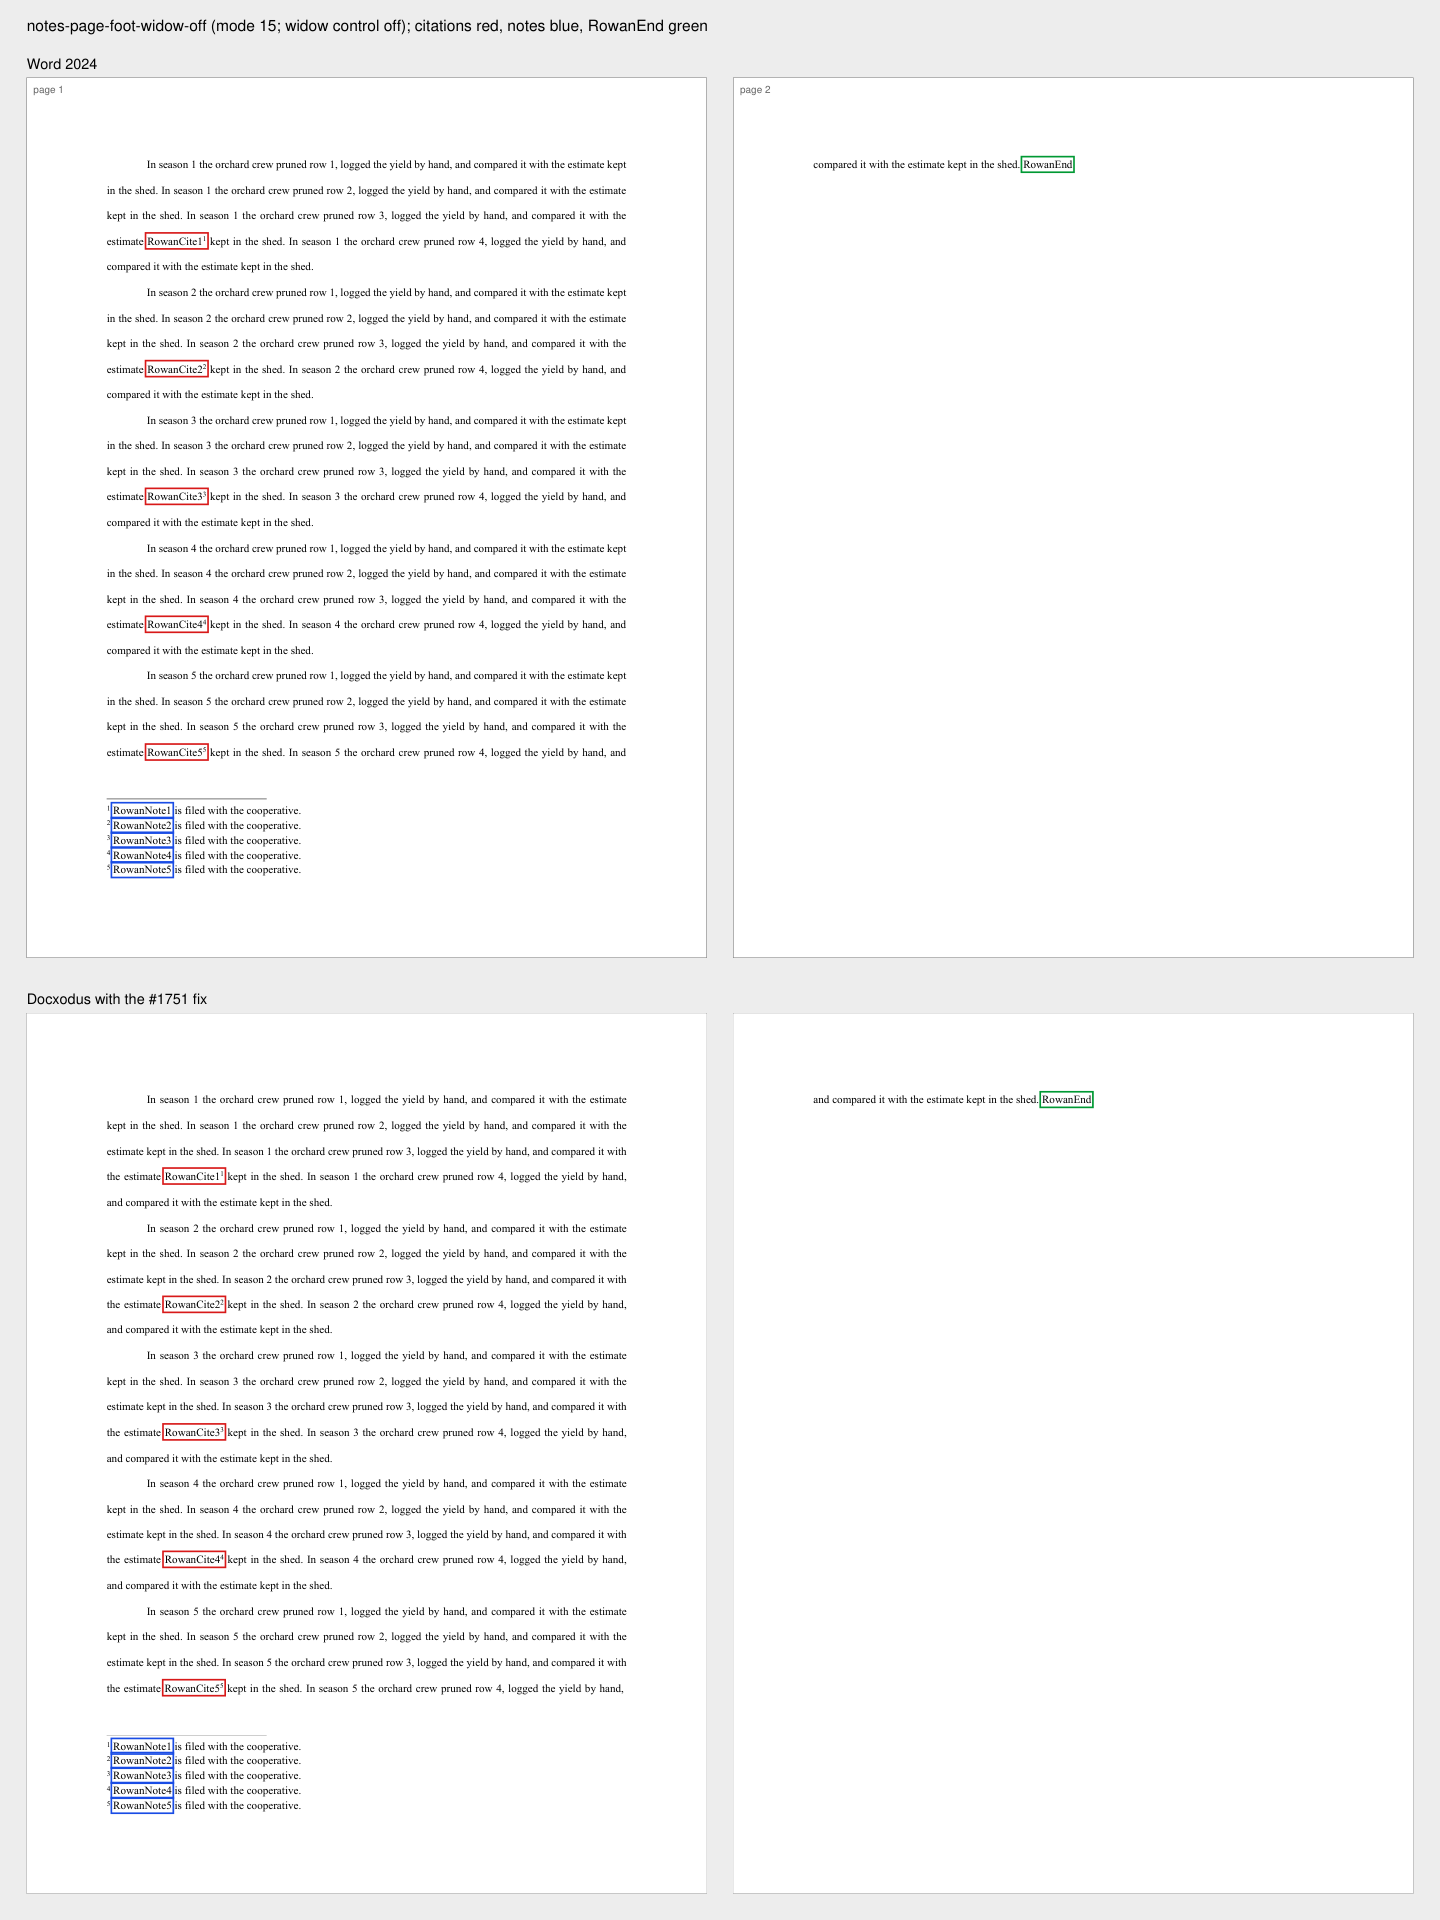 notes-page-foot-widow-off (mode 15; widow control off); citations red, notes blue, RowanEnd green
Word 2024
page 1
In season 1 the orchard crew pruned row 1, logged the yield by hand, and compared it with the estimate kept
in the shed. In season 1 the orchard crew pruned row 2, logged the yield by hand, and compared it with the estimate
kept in the shed. In season 1 the orchard crew pruned row 3, logged the yield by hand, and compared it with the
estimate RowanCite1¹ kept in the shed. In season 1 the orchard crew pruned row 4, logged the yield by hand, and
compared it with the estimate kept in the shed.
In season 2 the orchard crew pruned row 1, logged the yield by hand, and compared it with the estimate kept
in the shed. In season 2 the orchard crew pruned row 2, logged the yield by hand, and compared it with the estimate
kept in the shed. In season 2 the orchard crew pruned row 3, logged the yield by hand, and compared it with the
estimate RowanCite2² kept in the shed. In season 2 the orchard crew pruned row 4, logged the yield by hand, and
compared it with the estimate kept in the shed.
In season 3 the orchard crew pruned row 1, logged the yield by hand, and compared it with the estimate kept
in the shed. In season 3 the orchard crew pruned row 2, logged the yield by hand, and compared it with the estimate
kept in the shed. In season 3 the orchard crew pruned row 3, logged the yield by hand, and compared it with the
estimate RowanCite3³ kept in the shed. In season 3 the orchard crew pruned row 4, logged the yield by hand, and
compared it with the estimate kept in the shed.
In season 4 the orchard crew pruned row 1, logged the yield by hand, and compared it with the estimate kept
in the shed. In season 4 the orchard crew pruned row 2, logged the yield by hand, and compared it with the estimate
kept in the shed. In season 4 the orchard crew pruned row 3, logged the yield by hand, and compared it with the
estimate RowanCite4⁴ kept in the shed. In season 4 the orchard crew pruned row 4, logged the yield by hand, and
compared it with the estimate kept in the shed.
In season 5 the orchard crew pruned row 1, logged the yield by hand, and compared it with the estimate kept
in the shed. In season 5 the orchard crew pruned row 2, logged the yield by hand, and compared it with the estimate
kept in the shed. In season 5 the orchard crew pruned row 3, logged the yield by hand, and compared it with the
estimate RowanCite5⁵ kept in the shed. In season 5 the orchard crew pruned row 4, logged the yield by hand, and
¹ RowanNote1 is filed with the cooperative.
² RowanNote2 is filed with the cooperative.
³ RowanNote3 is filed with the cooperative.
⁴ RowanNote4 is filed with the cooperative.
⁵ RowanNote5 is filed with the cooperative.
page 2
compared it with the estimate kept in the shed. RowanEnd
Docxodus with the #1751 fix
In season 1 the orchard crew pruned row 1, logged the yield by hand, and compared it with the estimate
kept in the shed. In season 1 the orchard crew pruned row 2, logged the yield by hand, and compared it with the
estimate kept in the shed. In season 1 the orchard crew pruned row 3, logged the yield by hand, and compared it with
the estimate RowanCite1¹ kept in the shed. In season 1 the orchard crew pruned row 4, logged the yield by hand,
and compared it with the estimate kept in the shed.
In season 2 the orchard crew pruned row 1, logged the yield by hand, and compared it with the estimate
kept in the shed. In season 2 the orchard crew pruned row 2, logged the yield by hand, and compared it with the
estimate kept in the shed. In season 2 the orchard crew pruned row 3, logged the yield by hand, and compared it with
the estimate RowanCite2² kept in the shed. In season 2 the orchard crew pruned row 4, logged the yield by hand,
and compared it with the estimate kept in the shed.
In season 3 the orchard crew pruned row 1, logged the yield by hand, and compared it with the estimate
kept in the shed. In season 3 the orchard crew pruned row 2, logged the yield by hand, and compared it with the
estimate kept in the shed. In season 3 the orchard crew pruned row 3, logged the yield by hand, and compared it with
the estimate RowanCite3³ kept in the shed. In season 3 the orchard crew pruned row 4, logged the yield by hand,
and compared it with the estimate kept in the shed.
In season 4 the orchard crew pruned row 1, logged the yield by hand, and compared it with the estimate
kept in the shed. In season 4 the orchard crew pruned row 2, logged the yield by hand, and compared it with the
estimate kept in the shed. In season 4 the orchard crew pruned row 3, logged the yield by hand, and compared it with
the estimate RowanCite4⁴ kept in the shed. In season 4 the orchard crew pruned row 4, logged the yield by hand,
and compared it with the estimate kept in the shed.
In season 5 the orchard crew pruned row 1, logged the yield by hand, and compared it with the estimate
kept in the shed. In season 5 the orchard crew pruned row 2, logged the yield by hand, and compared it with the
estimate kept in the shed. In season 5 the orchard crew pruned row 3, logged the yield by hand, and compared it with
the estimate RowanCite5⁵ kept in the shed. In season 5 the orchard crew pruned row 4, logged the yield by hand,
¹ RowanNote1 is filed with the cooperative.
² RowanNote2 is filed with the cooperative.
³ RowanNote3 is filed with the cooperative.
⁴ RowanNote4 is filed with the cooperative.
⁵ RowanNote5 is filed with the cooperative.
and compared it with the estimate kept in the shed. RowanEnd